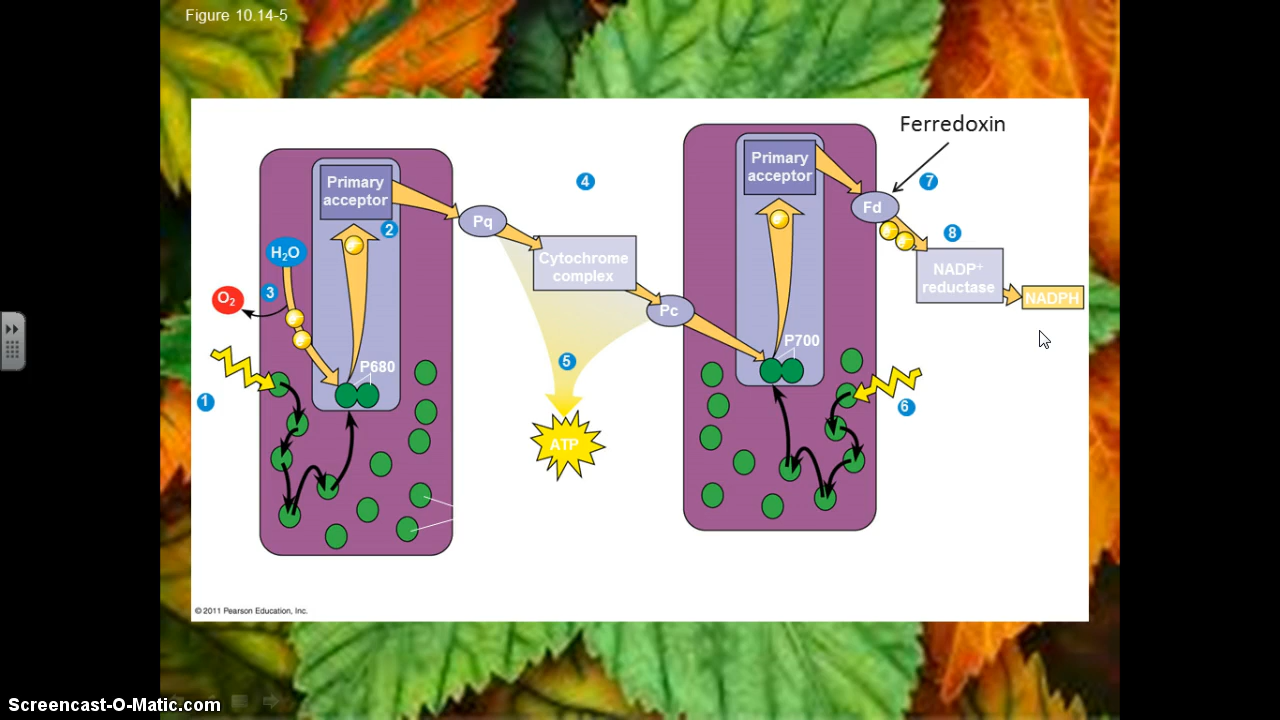 Figure 10.14-5
Ferredoxin
Primary
acceptor
Primary
acceptor
4
7
2
Pq
Fd
8
H₂O
Cytochrome
complex
e⁻
e⁻
e⁻
e⁻
NADP⁺
reductase
NADPH
O₂
3
e⁻
e⁻
Pc
P700
P680
5
1
6
ATP
© 2011 Pearson Education, Inc.
Screencast-O-Matic.com